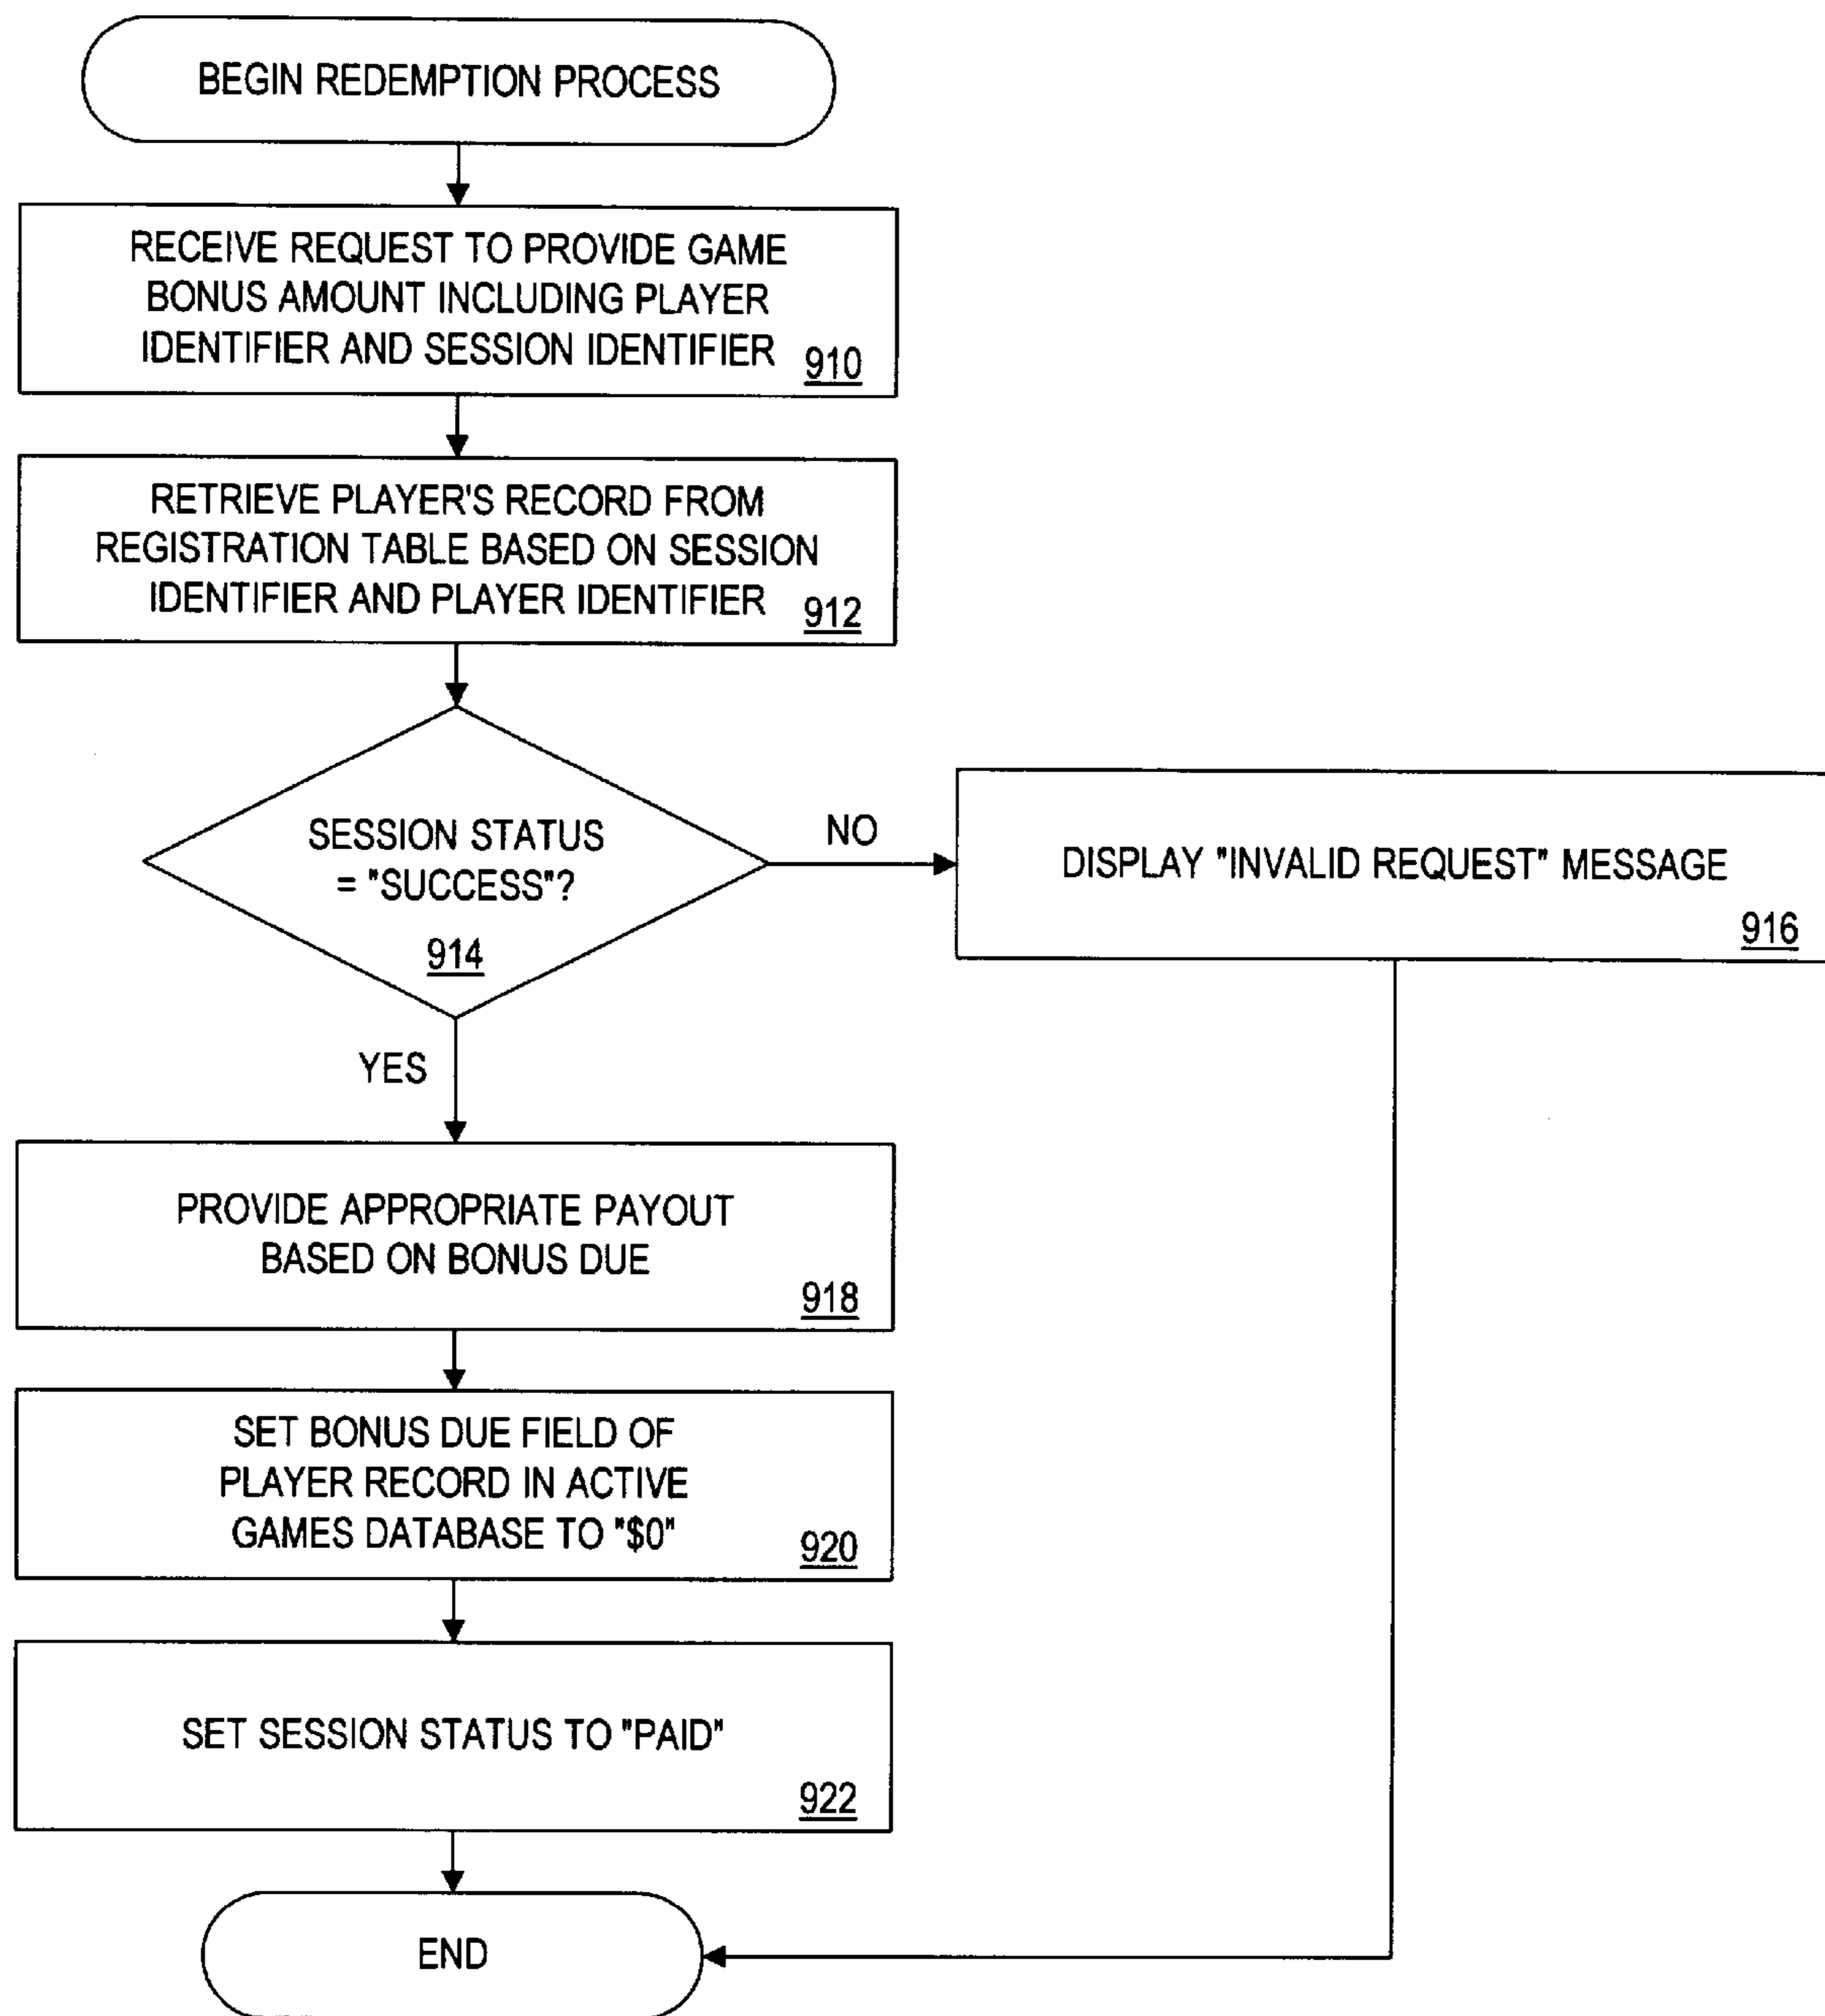 BEGIN REDEMPTION PROCESS
RECEIVE REQUEST TO PROVIDE GAME
BONUS AMOUNT INCLUDING PLAYER
IDENTIFIER AND SESSION IDENTIFIER
910
RETRIEVE PLAYER'S RECORD FROM
REGISTRATION TABLE BASED ON SESSION
IDENTIFIER AND PLAYER IDENTIFIER
912
SESSION STATUS
= "SUCCESS"?
914
NO
DISPLAY "INVALID REQUEST" MESSAGE
916
YES
PROVIDE APPROPRIATE PAYOUT
BASED ON BONUS DUE
918
SET BONUS DUE FIELD OF
PLAYER RECORD IN ACTIVE
GAMES DATABASE TO "$0"
920
SET SESSION STATUS TO "PAID"
922
END